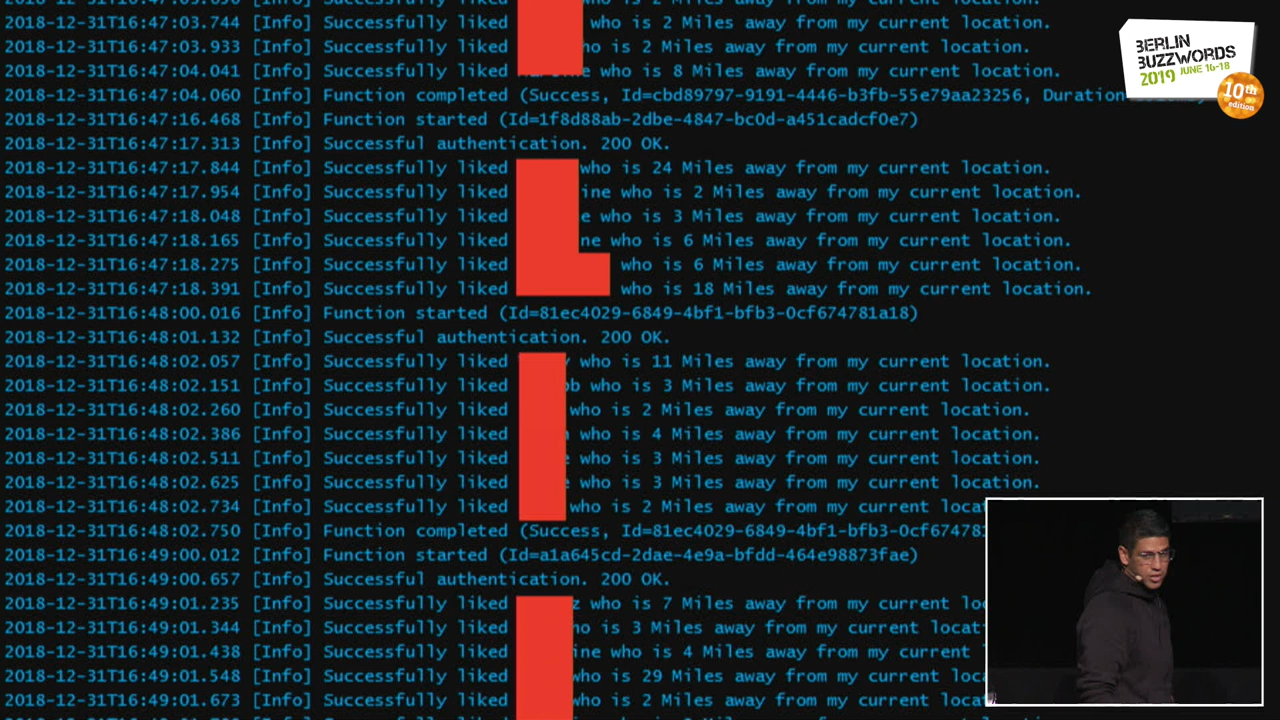 2018-12-31T16:47:03.744 [Info] Successfully liked who is 2 Miles away from my current location.
2018-12-31T16:47:03.933 [Info] Successfully liked ho is 2 Miles away from my current location.
2018-12-31T16:47:04.041 [Info] Successfully liked who is 8 Miles away from my current location.
2018-12-31T16:47:04.060 [Info] Function completed (Success, Id=cbd89797-9191-4446-b3fb-55e79aa23256, Duration
2018-12-31T16:47:16.468 [Info] Function started (Id=1f8d88ab-2dbe-4847-bc0d-a451cadcf0e7)
2018-12-31T16:47:17.313 [Info] Successful authentication. 200 OK.
2018-12-31T16:47:17.844 [Info] Successfully liked who is 24 Miles away from my current location.
2018-12-31T16:47:17.954 [Info] Successfully liked ine who is 2 Miles away from my current location.
2018-12-31T16:47:18.048 [Info] Successfully liked e who is 3 Miles away from my current location.
2018-12-31T16:47:18.165 [Info] Successfully liked ne who is 6 Miles away from my current location.
2018-12-31T16:47:18.275 [Info] Successfully liked who is 6 Miles away from my current location.
2018-12-31T16:47:18.391 [Info] Successfully liked who is 18 Miles away from my current location.
2018-12-31T16:48:00.016 [Info] Function started (Id=81ec4029-6849-4bf1-bfb3-0cf674781a18)
2018-12-31T16:48:01.132 [Info] Successful authentication. 200 OK.
2018-12-31T16:48:02.057 [Info] Successfully liked who is 11 Miles away from my current location.
2018-12-31T16:48:02.151 [Info] Successfully liked bb who is 3 Miles away from my current location.
2018-12-31T16:48:02.260 [Info] Successfully liked who is 2 Miles away from my current location.
2018-12-31T16:48:02.386 [Info] Successfully liked who is 4 Miles away from my current location.
2018-12-31T16:48:02.511 [Info] Successfully liked who is 3 Miles away from my current location.
2018-12-31T16:48:02.625 [Info] Successfully liked who is 3 Miles away from my current location.
2018-12-31T16:48:02.734 [Info] Successfully liked who is 2 Miles away from my current
2018-12-31T16:48:02.750 [Info] Function completed (Success, Id=81ec4029-6849-4bf1-bfb3-0cf67478
2018-12-31T16:49:00.012 [Info] Function started (Id=a1a645cd-2dae-4e9a-bfdd-464e98873fae)
2018-12-31T16:49:00.657 [Info] Successful authentication. 200 OK.
2018-12-31T16:49:01.235 [Info] Successfully liked z who is 7 Miles away from my current lo
2018-12-31T16:49:01.344 [Info] Successfully liked ho is 3 Miles away from my current locat
2018-12-31T16:49:01.438 [Info] Successfully liked ine who is 4 Miles away from my current
2018-12-31T16:49:01.548 [Info] Successfully liked who is 29 Miles away from my current
2018-12-31T16:49:01.673 [Info] Successfully liked who is 2 Miles away from my current
BERLIN
BUZZWORDS
2019 JUNE 16-18
10th
edition